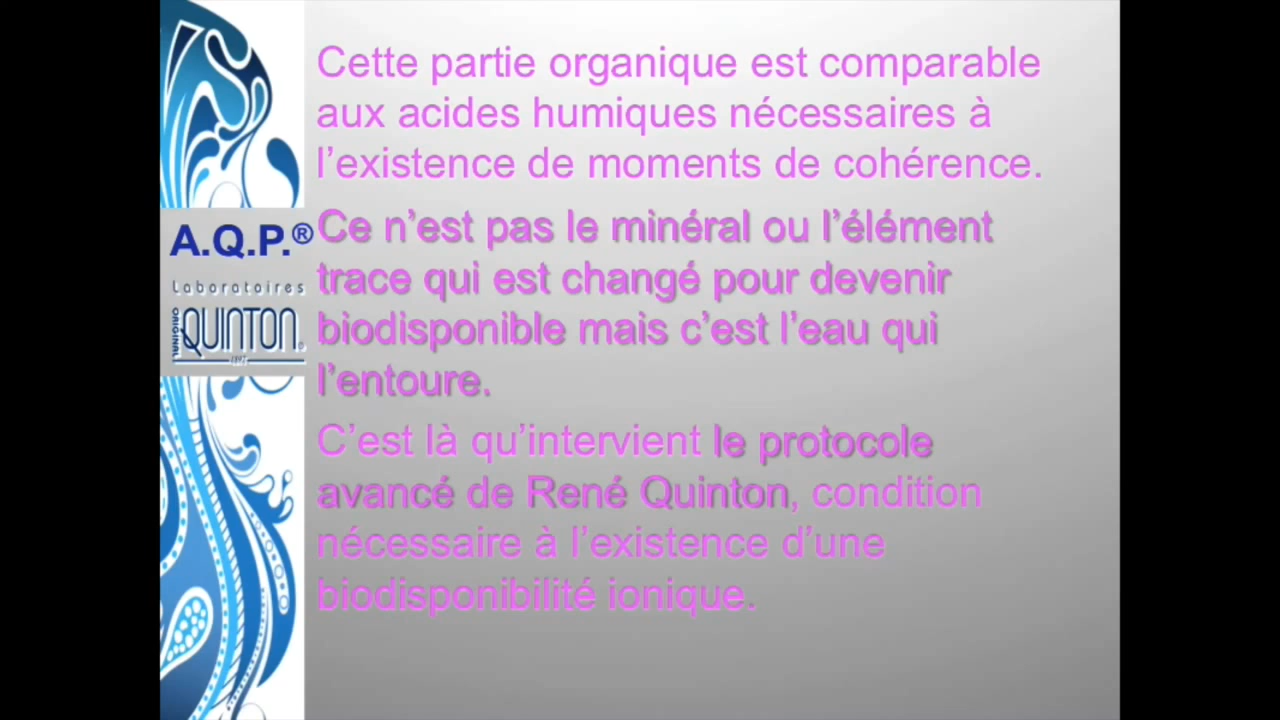 Cette partie organique est comparable
aux acides humiques nécessaires à
l’existence de moments de cohérence.
Ce n’est pas le minéral ou l’élément
trace qui est changé pour devenir
biodisponible mais c’est l’eau qui
l’entoure.
C’est là qu’intervient le protocole
avancé de René Quinton, condition
nécessaire à l’existence d’une
biodisponibilité ionique.
A.Q.P.®
Laboratoires
ORIGINAL
QUINTON